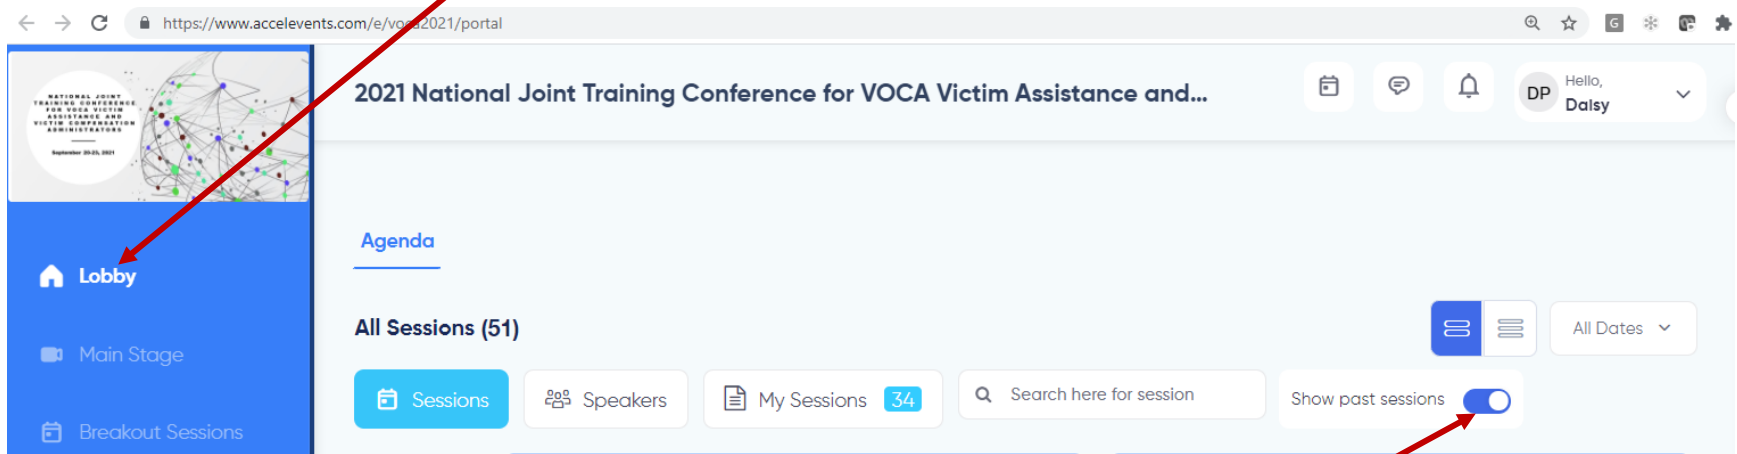 https://www.accelevents.com/e/voca2021/portal
G
NATIONAL JOINT
TRAINING CONFERENCE
FOR VOCA VICTIM
ASSISTANCE AND
VICTIM COMPENSATION
ADMINISTRATORS
September 20-23, 2021
2021 National Joint Training Conference for VOCA Victim Assistance and...
DP
Hello,
Daisy
Agenda
Lobby
All Sessions (51)
All Dates
Main Stage
Sessions
Speakers
My Sessions 34
Search here for session
Show past sessions
Breakout Sessions